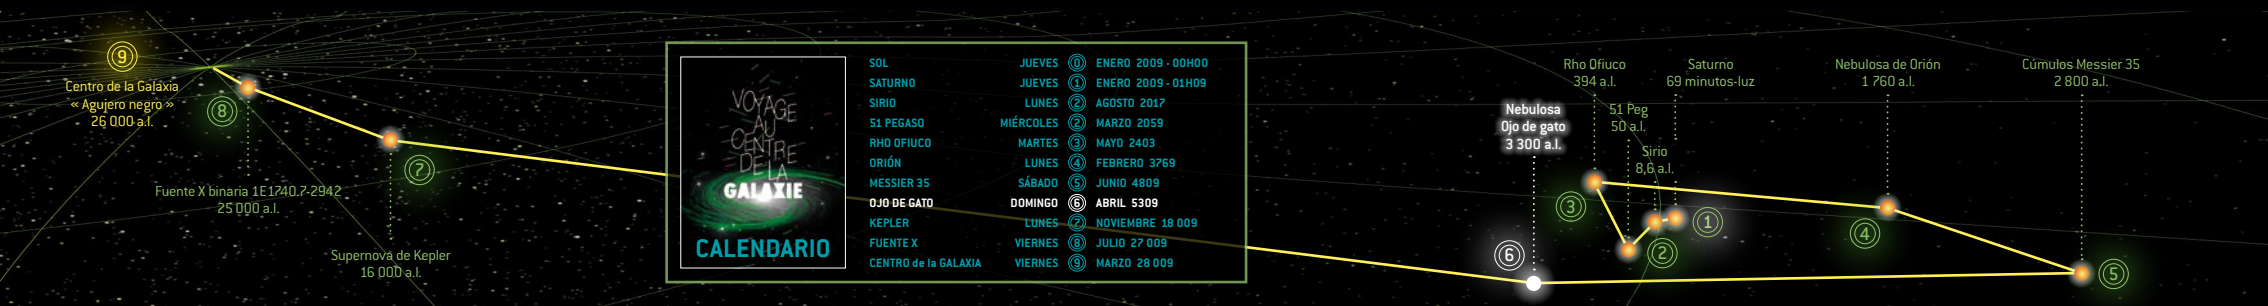 9
Centro de la Galaxia
« Agujero negro »
26 000 a.l.
8
Fuente X binaria 1E1740.7-2942
25 000 a.l.
7
Supernova de Kepler
16 000 a.l.
VOYAGE
AU
CENTRE
DE LA
GALAXIE
CALENDARIO
SOL JUEVES 0 ENERO 2009 - 00H00
SATURNO JUEVES 1 ENERO 2009 - 01H09
SIRIO LUNES 2 AGOSTO 2017
51 PEGASO MIÉRCOLES 2 MARZO 2059
RHO OFIUCO MARTES 3 MAYO 2403
ORIÓN LUNES 4 FEBRERO 3769
MESSIER 35 SÁBADO 5 JUNIO 4809
OJO DE GATO DOMINGO 6 ABRIL 5309
KEPLER LUNES 7 NOVIEMBRE 18 009
FUENTE X VIERNES 8 JULIO 27 009
CENTRO de la GALAXIA VIERNES 9 MARZO 28 009
Nebulosa
Ojo de gato
3 300 a.l.
6
Rho Ofiuco
394 a.l.
3
51 Peg
50 a.l.
Sirio
8,6 a.l.
2
Saturno
69 minutos-luz
1
Nebulosa de Orión
1 760 a.l.
4
Cúmulos Messier 35
2 800 a.l.
5